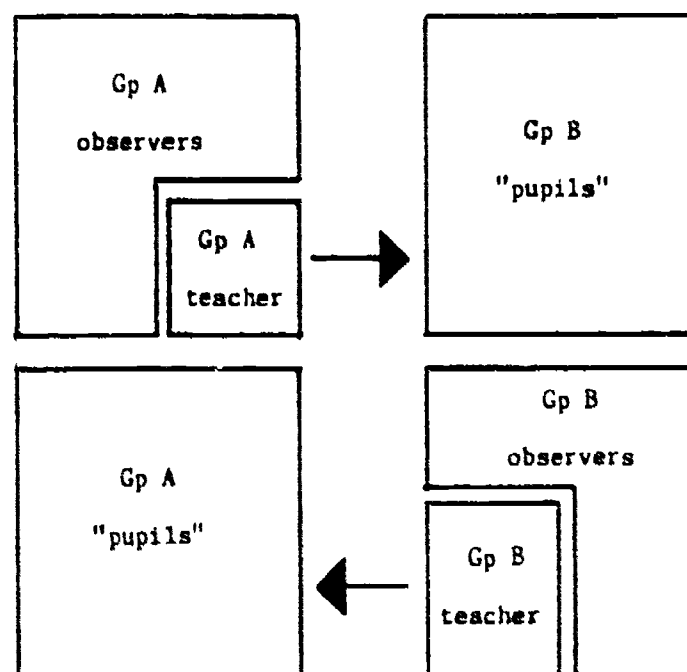 Gp A
observers
Gp A
teacher
Gp B
"pupils"
Gp A
"pupils"
Gp B
observers
Gp B
teacher